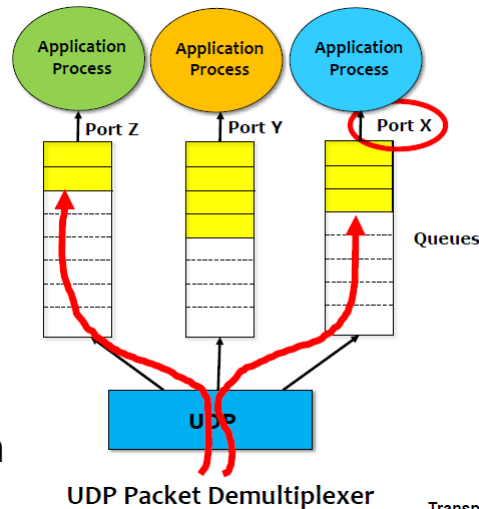 Application
Process
Application
Process
Application
Process
Port Z
Port Y
Port X
Queues
UDP
UDP Packet Demultiplexer